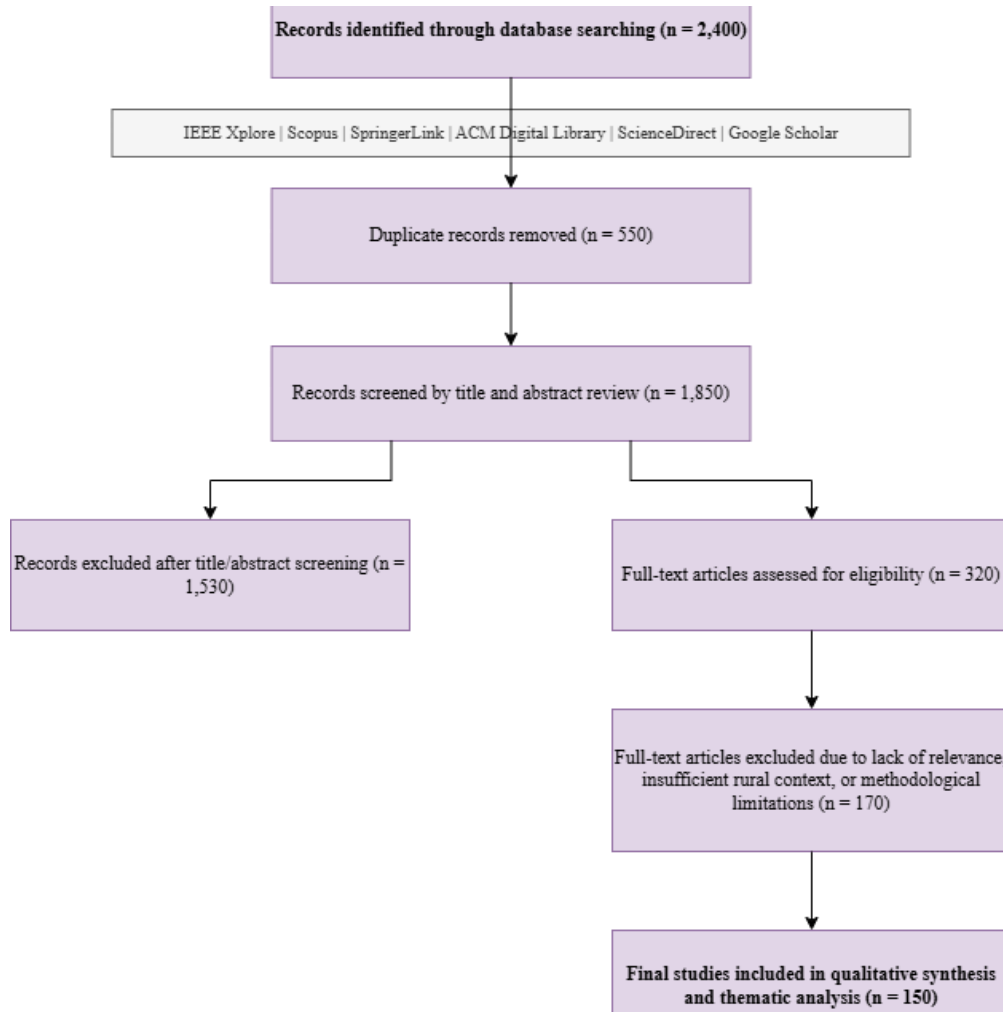 Records identified through database searching (n = 2,400)
IEEE Xplore | Scopus | SpringerLink | ACM Digital Library | ScienceDirect | Google Scholar
Duplicate records removed (n = 550)
Records screened by title and abstract review (n = 1,850)
Records excluded after title/abstract screening (n =
1,530)
Full-text articles assessed for eligibility (n = 320)
Full-text articles excluded due to lack of relevance
insufficient rural context, or methodological
limitations (n = 170)
Final studies included in qualitative synthesis
and thematic analysis (n = 150)